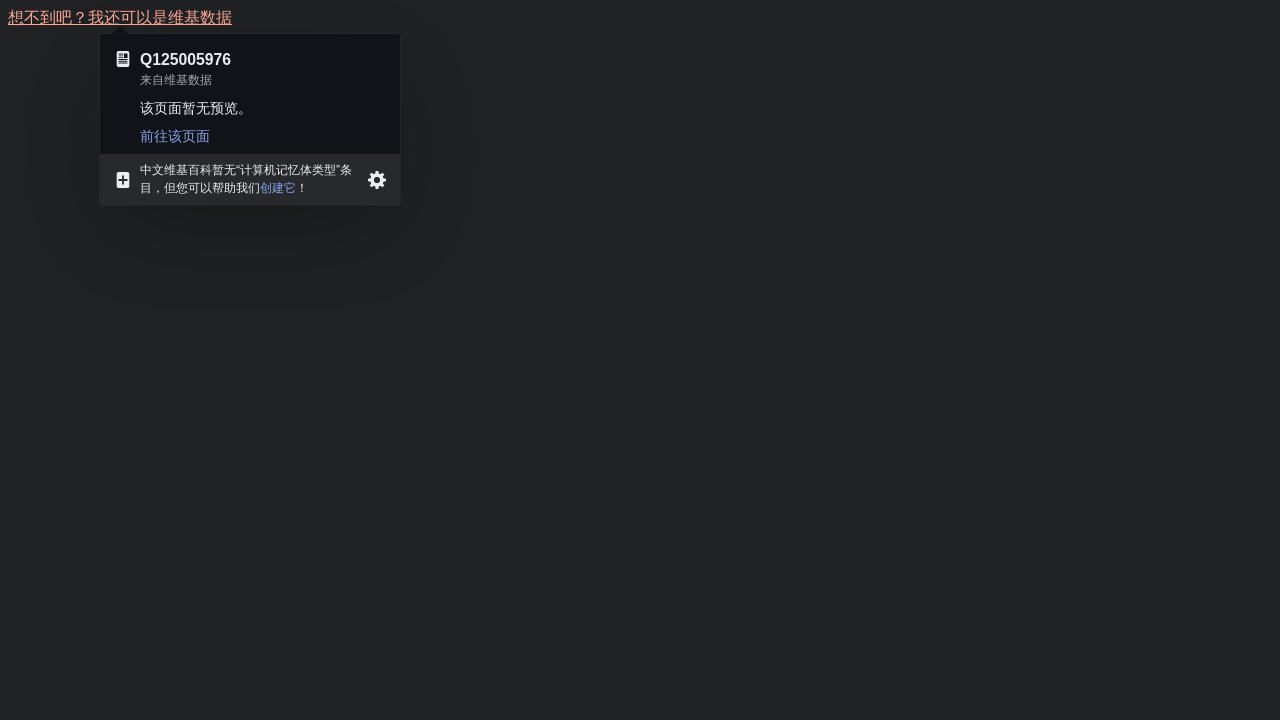 想不到吧？我还可以是维基数据
Q125005976
来自维基数据
该页面暂无预览。
前往该页面
中文维基百科暂无“计算机记忆体类型”条
目，但您可以帮助我们创建它！